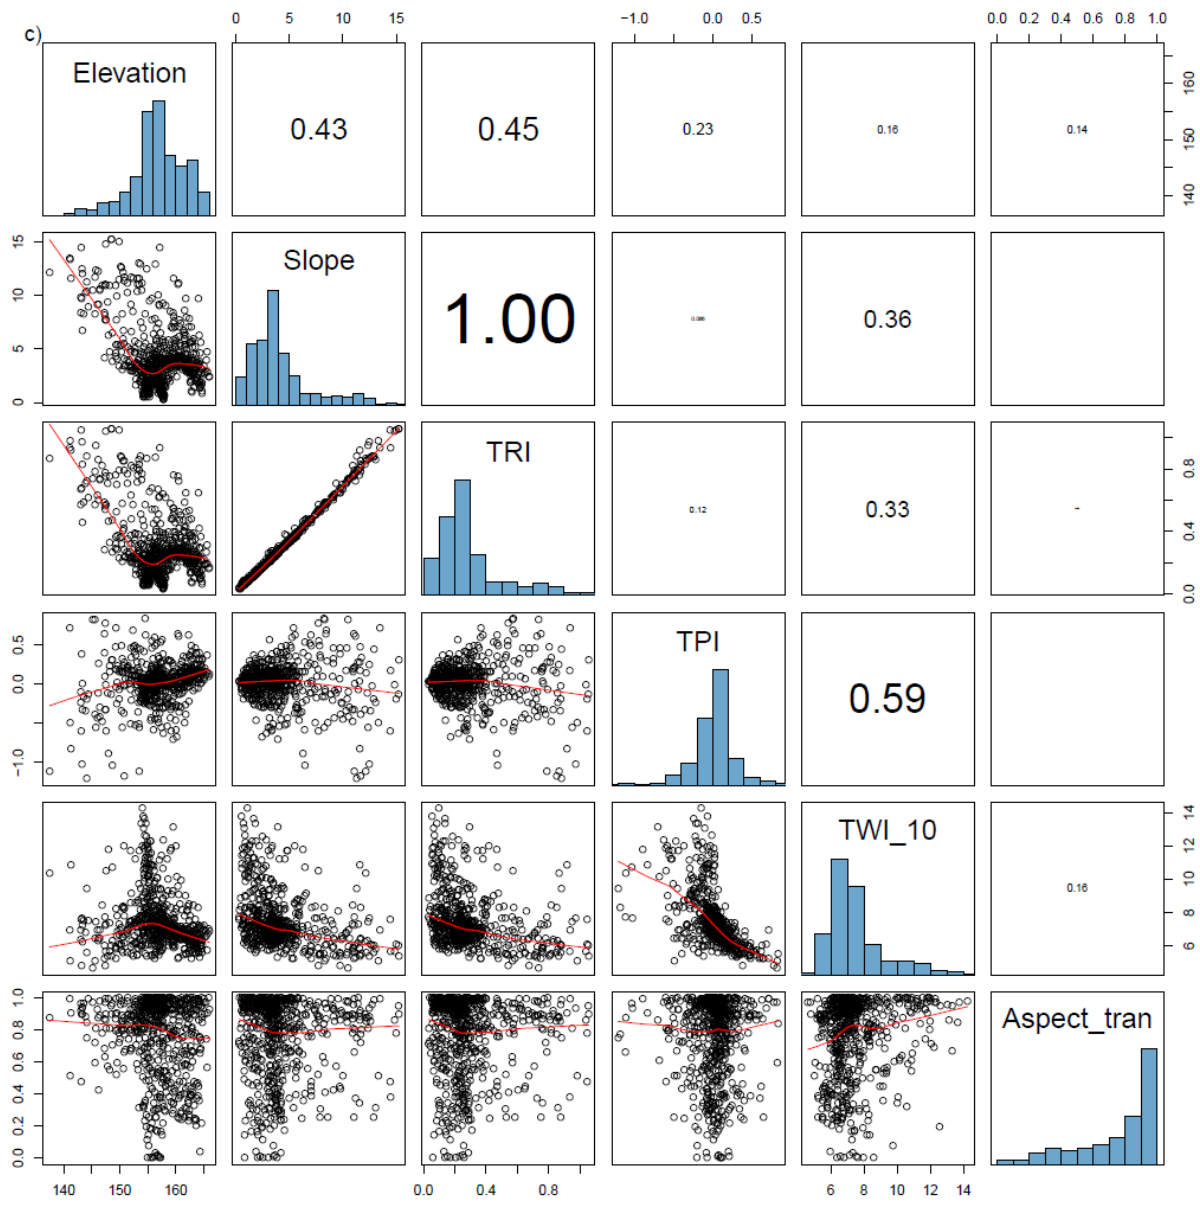 0 5 10 15 −1.0 0.0 0.5 0.0 0.2 0.4 0.6 0.8 1.0
c)
Elevation 0.43 0.45 0.23 0.16 0.14
140 150 160
0 5 10 15
Slope 1.00 0.086 0.36
TRI 0.12 0.33 -
0.0 0.4 0.8
−1.0 0.0 0.5
TPI 0.59
TWI_10 0.16
6 8 10 12 14
0.0 0.2 0.4 0.6 0.8 1.0
Aspect_tran
140 150 160 0.0 0.4 0.8 6 8 10 12 14